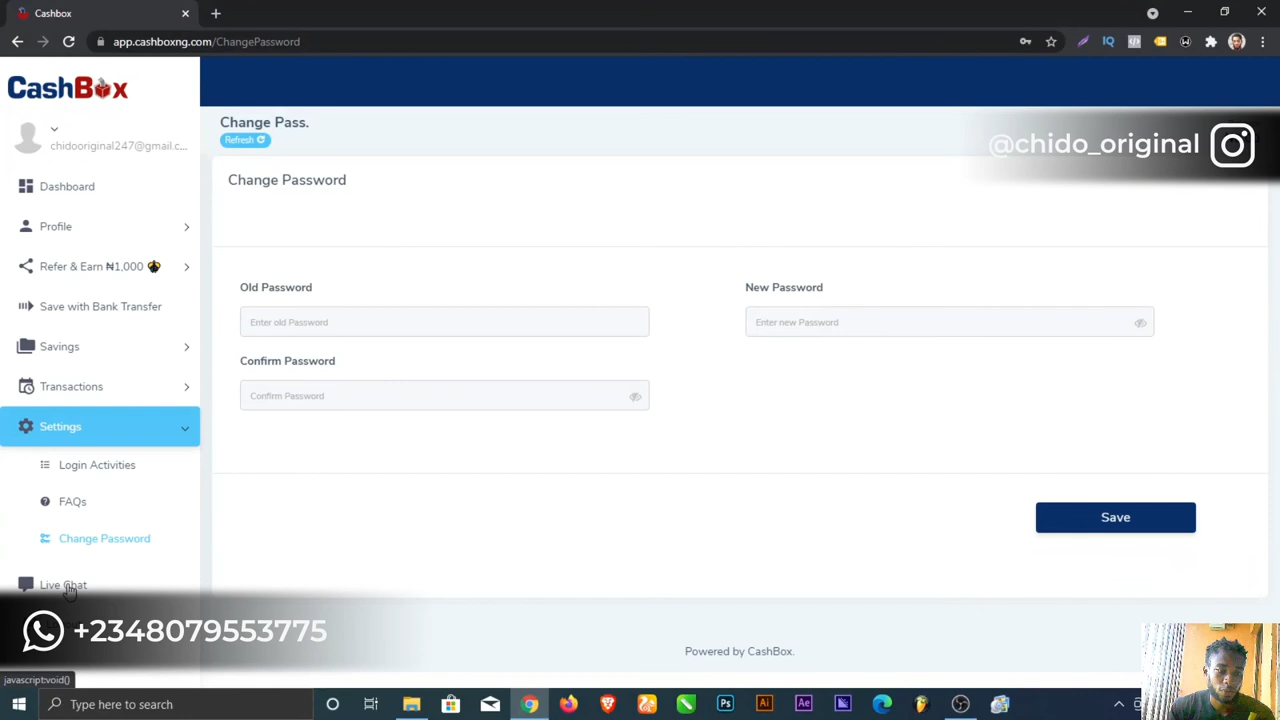 Cashbox
app.cashboxng.com/ChangePassword
CashBox
chidooriginal247@gmail.c...
Dashboard
Profile
Refer & Earn ₦1,000
Save with Bank Transfer
Savings
Transactions
Settings
Login Activities
FAQs
Change Password
Live Chat
Change Pass.
Refresh
@chido_original
Change Password
Old Password
New Password
Enter old Password
Enter new Password
Confirm Password
Confirm Password
Save
+2348079553775
Powered by CashBox.
javascript:void()
Type here to search